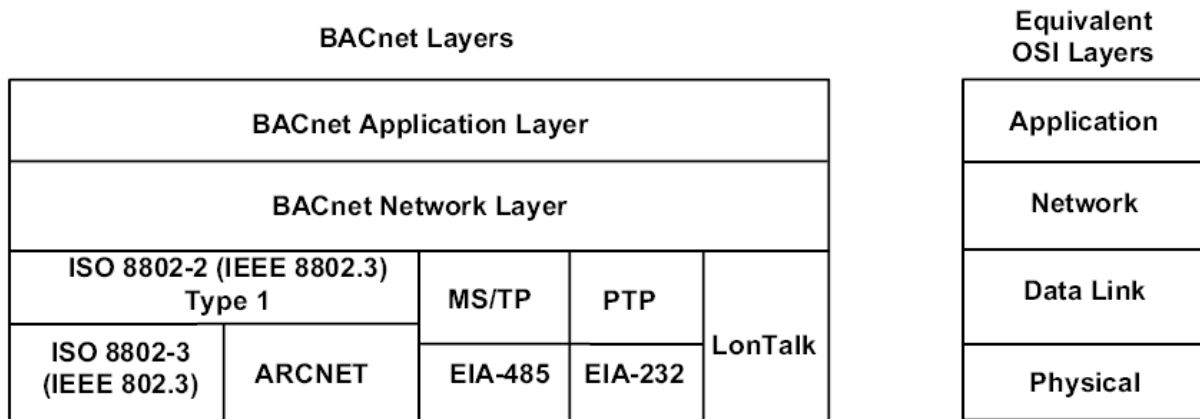 BACnet Layers
Equivalent
OSI Layers
BACnet Application Layer
Application
BACnet Network Layer
Network
ISO 8802-2 (IEEE 8802.3)
Type 1
MS/TP
PTP
LonTalk
Data Link
ISO 8802-3
(IEEE 802.3)
ARCNET
EIA-485
EIA-232
Physical